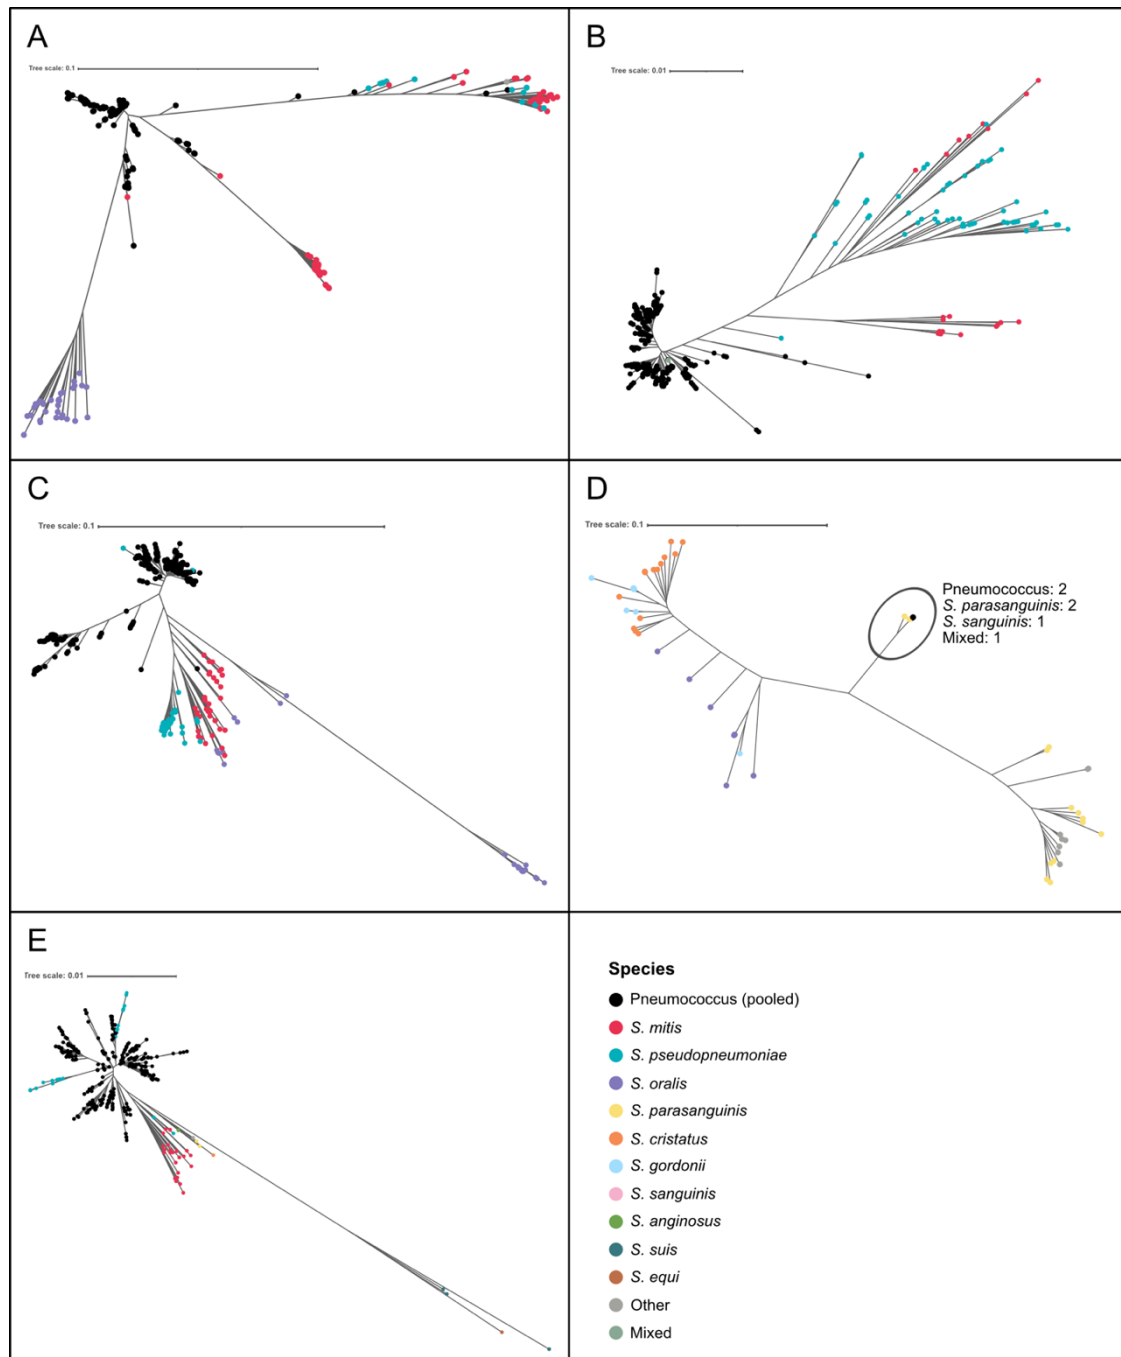 A
Tree scale: 0.1
B
Tree scale: 0.01
C
Tree scale: 0.1
D
Tree scale: 0.1
Pneumococcus: 2
S. parasanguinis: 2
S. sanguinis: 1
Mixed: 1
E
Tree scale: 0.01
Species
Pneumococcus (pooled)
S. mitis
S. pseudopneumoniae
S. oralis
S. parasanguinis
S. cristatus
S. gordonii
S. sanguinis
S. anginosus
S. suis
S. equi
Other
Mixed